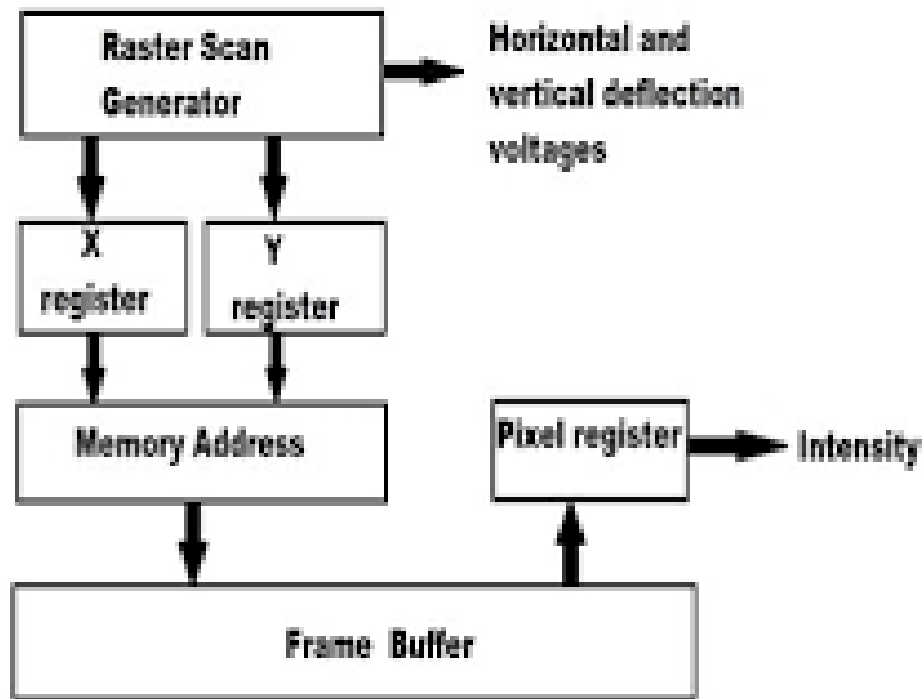 Raster Scan
Generator
Horizontal and
vertical deflection
voltages
X
register
Y
register
Memory Address
Pixel register
Intensity
Frame Buffer